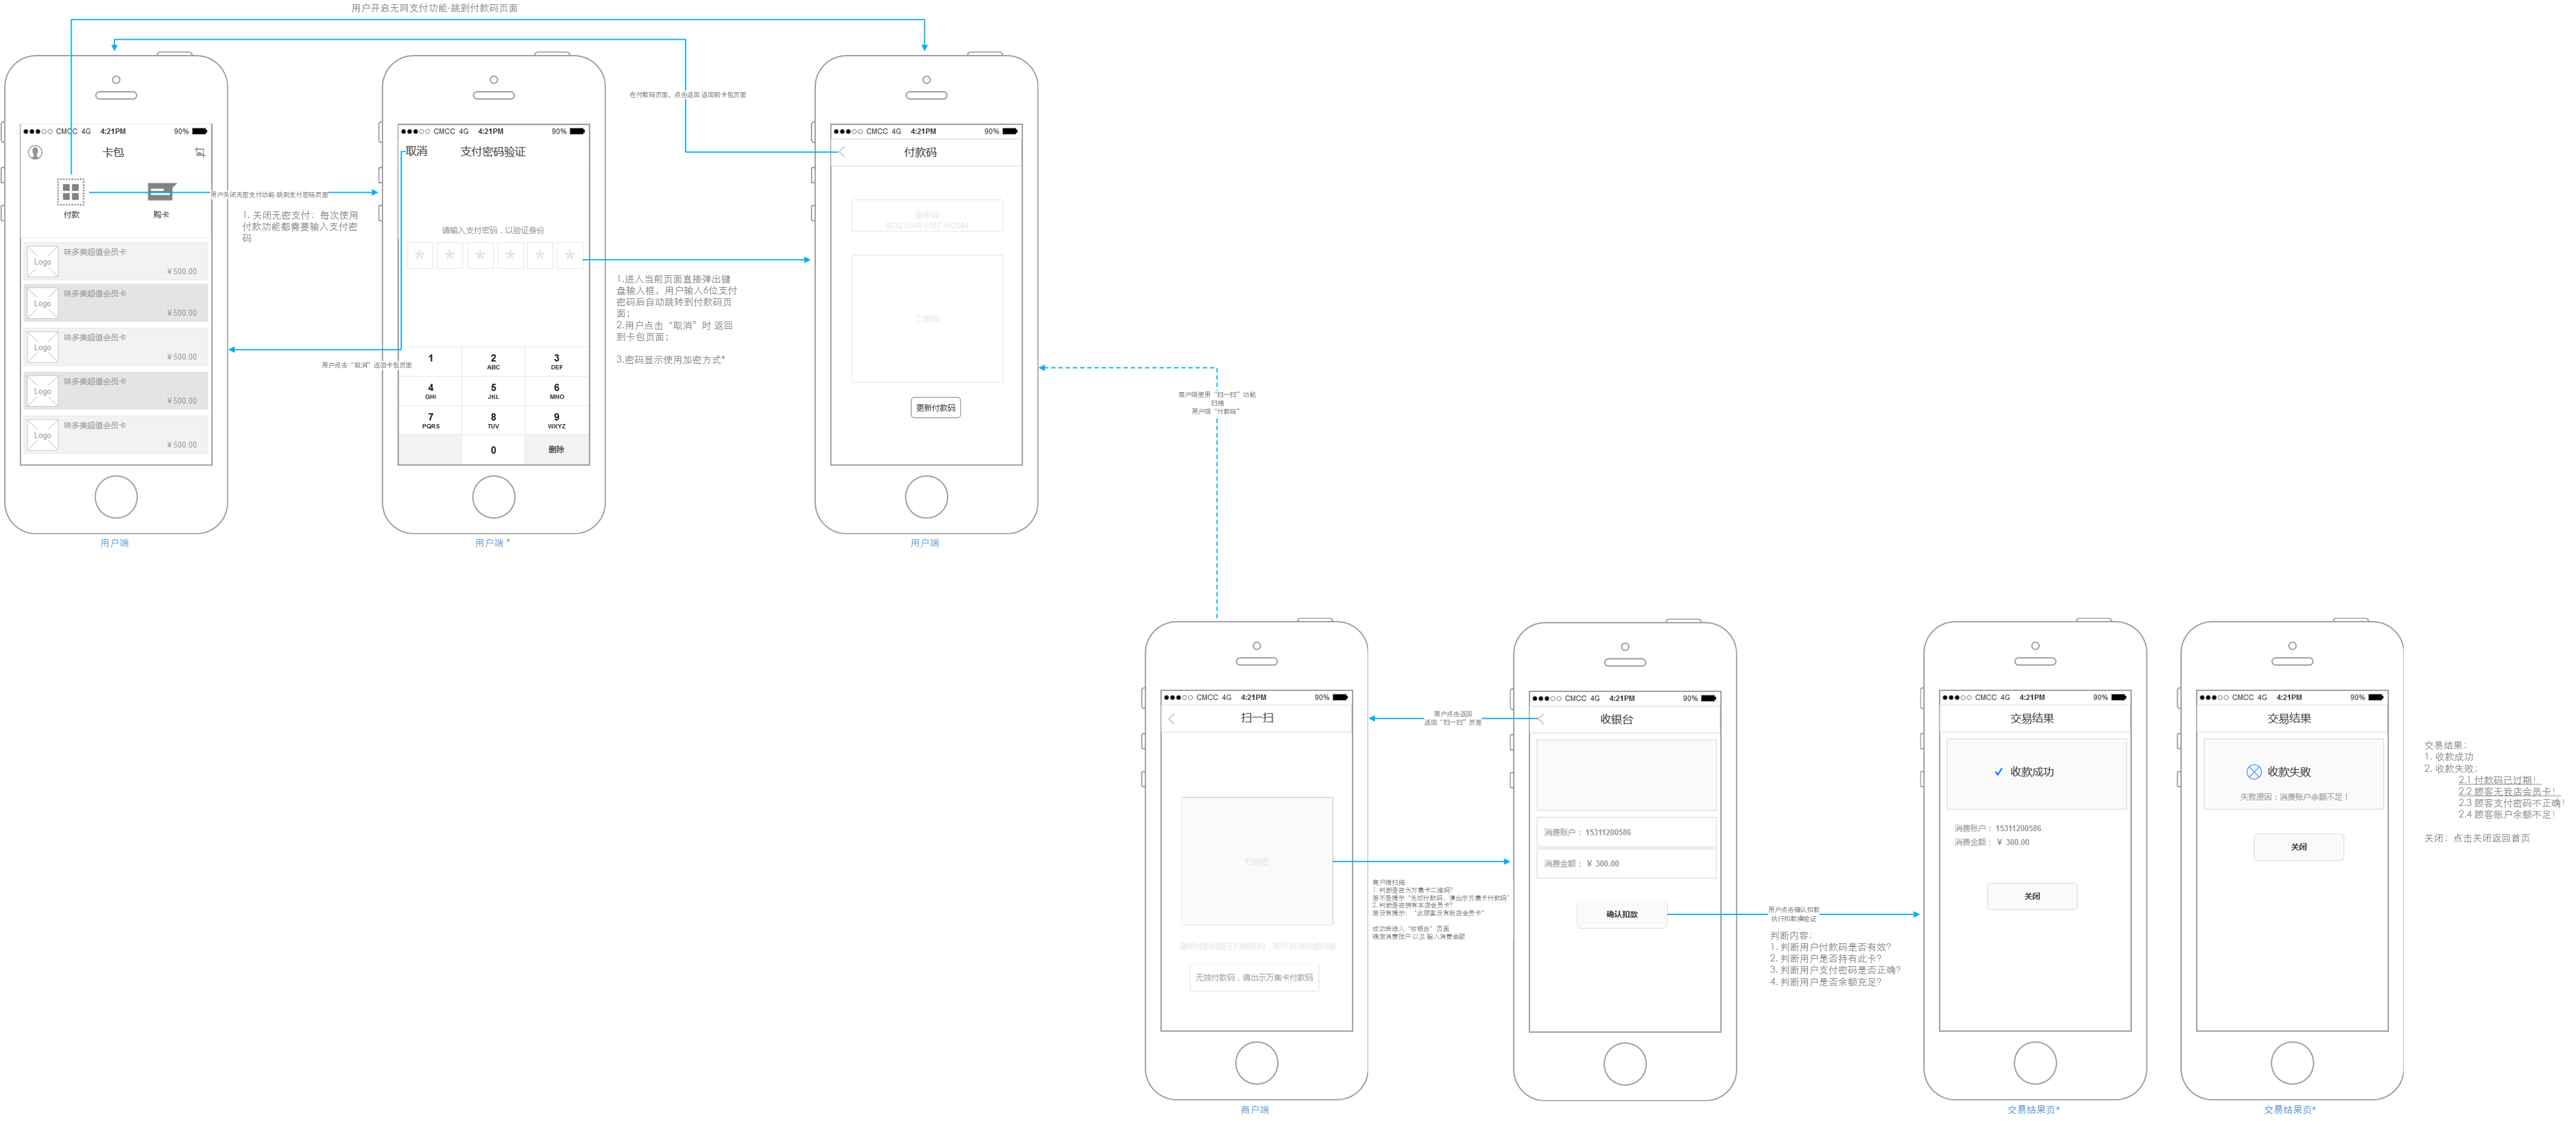 用户开启无网支付功能-跳到付款码页面
在付款码页面，点击返回 返回到卡包页面
CMCC 4G 4:21PM 90%
卡包
付款
购卡
Logo
味多美超值会员卡
¥500.00
Logo
味多美超值会员卡
¥500.00
Logo
味多美超值会员卡
¥500.00
Logo
味多美超值会员卡
¥500.00
Logo
味多美超值会员卡
¥500.00
用户端
用户关闭无密支付功能-跳到支付密码页面
1. 关闭无密支付：每次使用
付款功能都需要输入支付密
码
用户点击“取消”返回卡包页面
CMCC 4G 4:21PM 90%
取消 支付密码验证
请输入支付密码，以验证身份
* * * * * *
1 2 3
ABC DEF
4 5 6
GHI JKL MNO
7 8 9
PQRS TUV WXYZ
0 删除
用户端 *
1.进入当前页面直接弹出键
盘输入框，用户输入6位支付
密码后自动跳转到付款码页
面；
2.用户点击“取消”时 返回
到卡包页面；
3.密码显示使用加密方式*
CMCC 4G 4:21PM 90%
付款码
条形码
二维码
更新付款码
用户端
商户端使用“扫一扫”功能
扫描
用户端“付款码”
CMCC 4G 4:21PM 90%
扫一扫
扫描框
请将付款码置于扫描框内，即可自动完成扫描
无效付款码，请出示万集卡付款码
商户端
商户点击返回
返回“扫一扫”页面
商户端扫描
1. 判断是否为万集卡二维码？
若不是提示“无效付款码，请出示万集卡付款码”
2. 判断是否拥有本店会员卡？
若没有提示：“此顾客没有我店会员卡”
成功后进入“收银台”页面
确定消费账户 以及 输入消费金额
CMCC 4G 4:21PM 90%
收银台
消费账户： 15311200586
消费金额： ¥ 300.00
确认扣款
用户点击确认扣款
执行扣款操验证
判断内容：
1. 判断用户付款码是否有效？
2. 判断用户是否持有此卡？
3. 判断用户支付密码是否正确？
4. 判断用户是否余额充足？
CMCC 4G 4:21PM 90%
交易结果
收款成功
消费账户： 15311200586
消费金额： ¥ 300.00
关闭
交易结果页*
CMCC 4G 4:21PM 90%
交易结果
收款失败
失败原因：消费账户余额不足！
关闭
交易结果页*
交易结果：
1. 收款成功
2. 收款失败：
2.1 付款码已过期！
2.2 顾客无我店会员卡！
2.3 顾客支付密码不正确！
2.4 顾客账户余额不足！
关闭：点击关闭返回首页